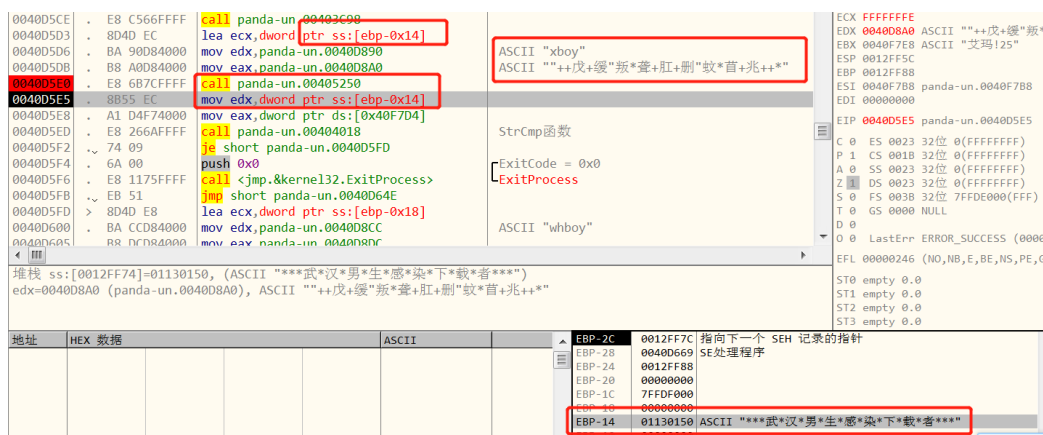 0040D5CE . E8 C566FFFF call panda-un.00403C98
0040D5D3 . 8D4D EC lea ecx,dword ptr ss:[ebp-0x14]
0040D5D6 . BA 90D84000 mov edx,panda-un.0040D890 ASCII "xboy"
0040D5DB . B8 A0D84000 mov eax,panda-un.0040D8A0 ASCII ""++戊+缓"叛*聋+肛+删"蚊*苜+兆++*"
0040D5E0 . E8 6B7CFFFF call panda-un.00405250
0040D5E5 . 8B55 EC mov edx,dword ptr ss:[ebp-0x14]
0040D5E8 . A1 D4F74000 mov eax,dword ptr ds:[0x40F7D4]
0040D5ED . E8 266AFFFF call panda-un.00404018 StrCmp函数
0040D5F2 . 74 09 je short panda-un.0040D5FD
0040D5F4 . 6A 00 push 0x0 ExitCode = 0x0
0040D5F6 . E8 1175FFFF call <jmp.&kernel32.ExitProcess> ExitProcess
0040D5FB . EB 51 jmp short panda-un.0040D64E
0040D5FD > 8D4D E8 lea ecx,dword ptr ss:[ebp-0x18]
0040D600 . BA CCD84000 mov edx,panda-un.0040D8CC ASCII "whboy"
0040D605 . B8 DCD84000 mov eax,panda-un.0040D8DC
ECX FFFFFFFE
EDX 0040D8A0 ASCII ""++戊+缓"叛*
EBX 0040F7E8 ASCII "艾玛!25"
ESP 0012FF5C
EBP 0012FF88
ESI 0040F7B8 panda-un.0040F7B8
EDI 00000000
EIP 0040D5E5 panda-un.0040D5E5
C 0 ES 0023 32位 0(FFFFFFFF)
P 1 CS 001B 32位 0(FFFFFFFF)
A 0 SS 0023 32位 0(FFFFFFFF)
Z 1 DS 0023 32位 0(FFFFFFFF)
S 0 FS 003B 32位 7FFDE000(FFF)
T 0 GS 0000 NULL
D 0
O 0 LastErr ERROR_SUCCESS (0000
EFL 00000246 (NO,NB,E,BE,NS,PE,G
ST0 empty 0.0
ST1 empty 0.0
ST2 empty 0.0
ST3 empty 0.0
堆栈 ss:[0012FF74]=01130150, (ASCII "***武*汉*男*生*感*染*下*载*者***")
edx=0040D8A0 (panda-un.0040D8A0), ASCII ""++戊+缓"叛*聋+肛+删"蚊*苜+兆++*"
地址 HEX 数据 ASCII
EBP-2C 0012FF7C 指向下一个 SEH 记录的指针
EBP-28 0040D669 SE处理程序
EBP-24 0012FF88
EBP-20 00000000
EBP-1C 7FFDF000
EBP-18 00000000
EBP-14 01130150 ASCII "***武*汉*男*生*感*染*下*载*者***"